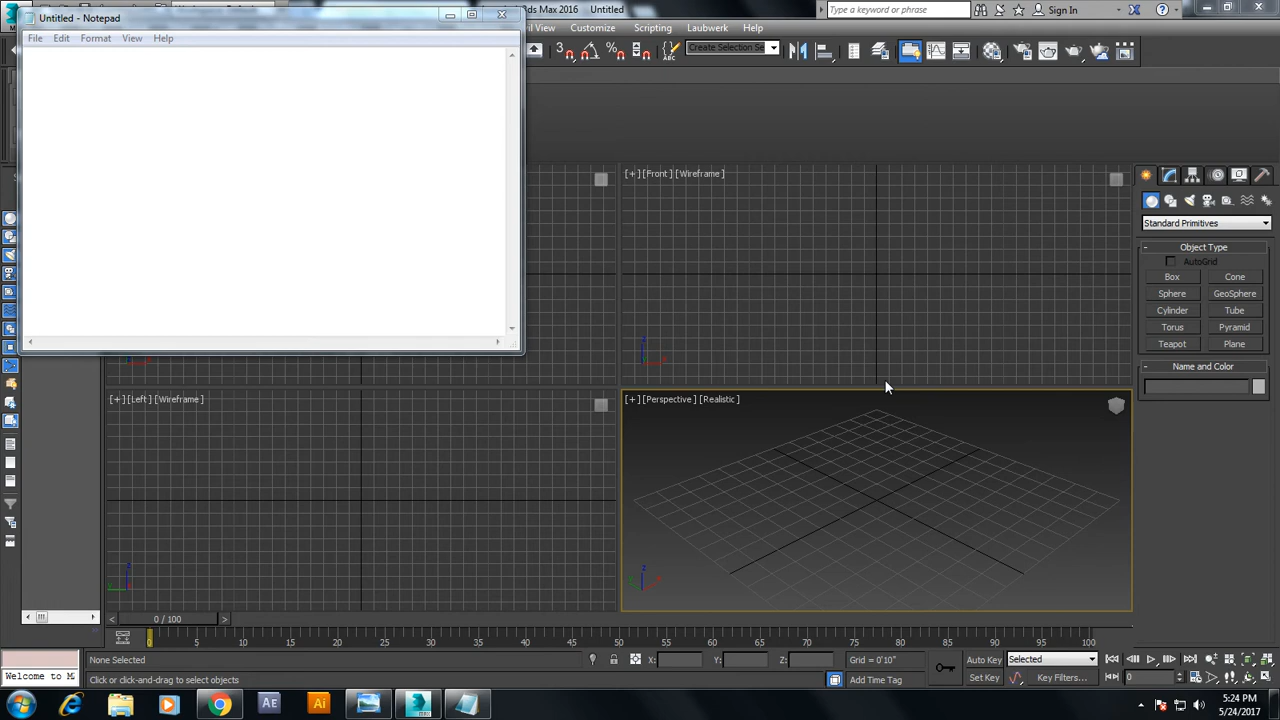 Untitled - Notepad
File Edit Format View Help
ds Max 2016 Untitled
Type a keyword or phrase
Sign In
il View Customize Scripting Laubwerk Help
Create Selection Se
[+] [Front] [Wireframe]
Standard Primitives
Object Type
AutoGrid
Box Cone
Sphere GeoSphere
Cylinder Tube
Torus Pyramid
Teapot Plane
Name and Color
[+] [Left] [Wireframe]
[+] [Perspective] [Realistic]
0 / 100
0 5 10 15 20 25 30 35 40 45 50 55 60 65 70 75 80 85 90 95 100
None Selected X: Y: Z: Grid = 0'10" Auto Key Selected
Welcome to M Click or click-and-drag to select objects Add Time Tag Set Key Key Filters... 0
5:28 PM
5/24/2017